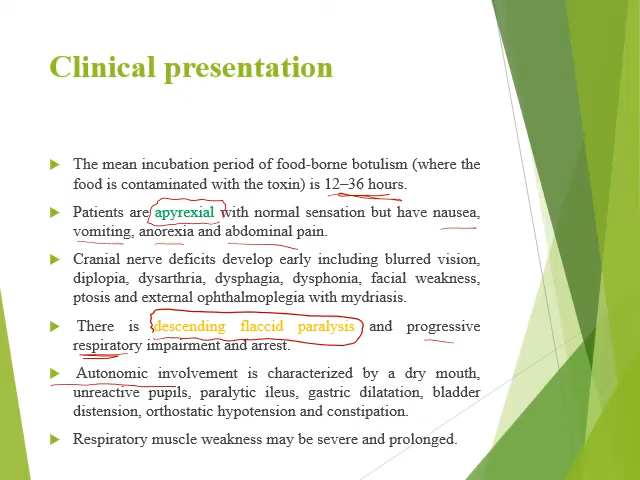 Clinical presentation
The mean incubation period of food-borne botulism (where the
food is contaminated with the toxin) is 12–36 hours.
Patients are apyrexial with normal sensation but have nausea,
vomiting, anorexia and abdominal pain.
Cranial nerve deficits develop early including blurred vision,
diplopia, dysarthria, dysphagia, dysphonia, facial weakness,
ptosis and external ophthalmoplegia with mydriasis.
There is descending flaccid paralysis and progressive
respiratory impairment and arrest.
Autonomic involvement is characterized by a dry mouth,
unreactive pupils, paralytic ileus, gastric dilatation, bladder
distension, orthostatic hypotension and constipation.
Respiratory muscle weakness may be severe and prolonged.